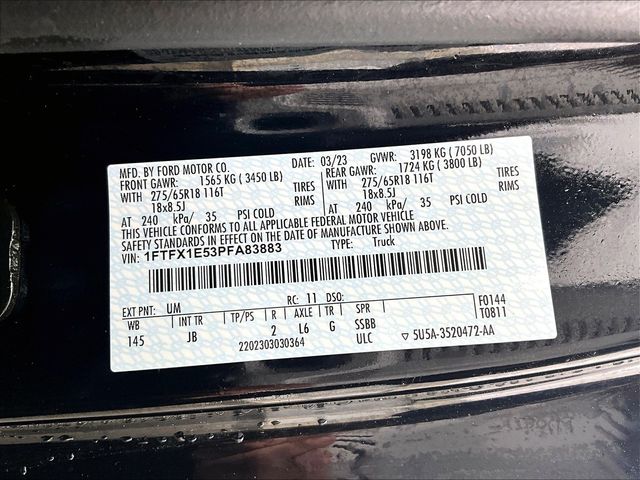 MFD. BY FORD MOTOR CO.
DATE: 03/23 GVWR: 3198 KG ( 7050 LB)
FRONT GAWR: 1565 KG ( 3450 LB) REAR GAWR: 1724 KG ( 3800 LB)
WITH 275/65R18 116T TIRES WITH 275/65R18 116T TIRES
18x8.5J RIMS 18x8.5J RIMS
AT 240 kPa/ 35 PSI COLD AT 240 kPa/ 35 PSI COLD
THIS VEHICLE CONFORMS TO ALL APPLICABLE FEDERAL MOTOR VEHICLE
SAFETY STANDARDS IN EFFECT ON THE DATE OF MANUFACTURE SHOWN ABOVE.
VIN: 1FTFX1E53PFA83883 TYPE: Truck
EXT PNT: UM RC: 11 DSO: F0144
WB INT TR TP/PS R AXLE TR SPR T0811
145 JB 2 L6 G SSBB
2202303030364 ULC 5U5A-3520472-AA